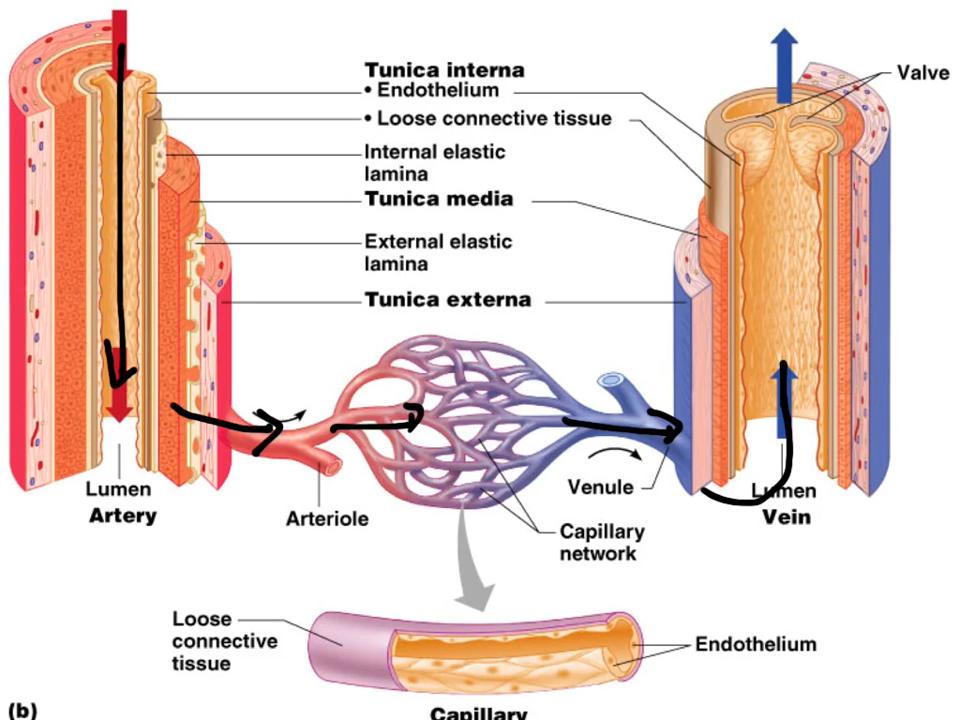 Tunica interna
• Endothelium
• Loose connective tissue
Internal elastic
lamina
Tunica media
External elastic
lamina
Tunica externa
Valve
Lumen
Artery
Arteriole
Venule
Capillary
network
Lumen
Vein
Loose
connective
tissue
Endothelium
(b)
Capillary